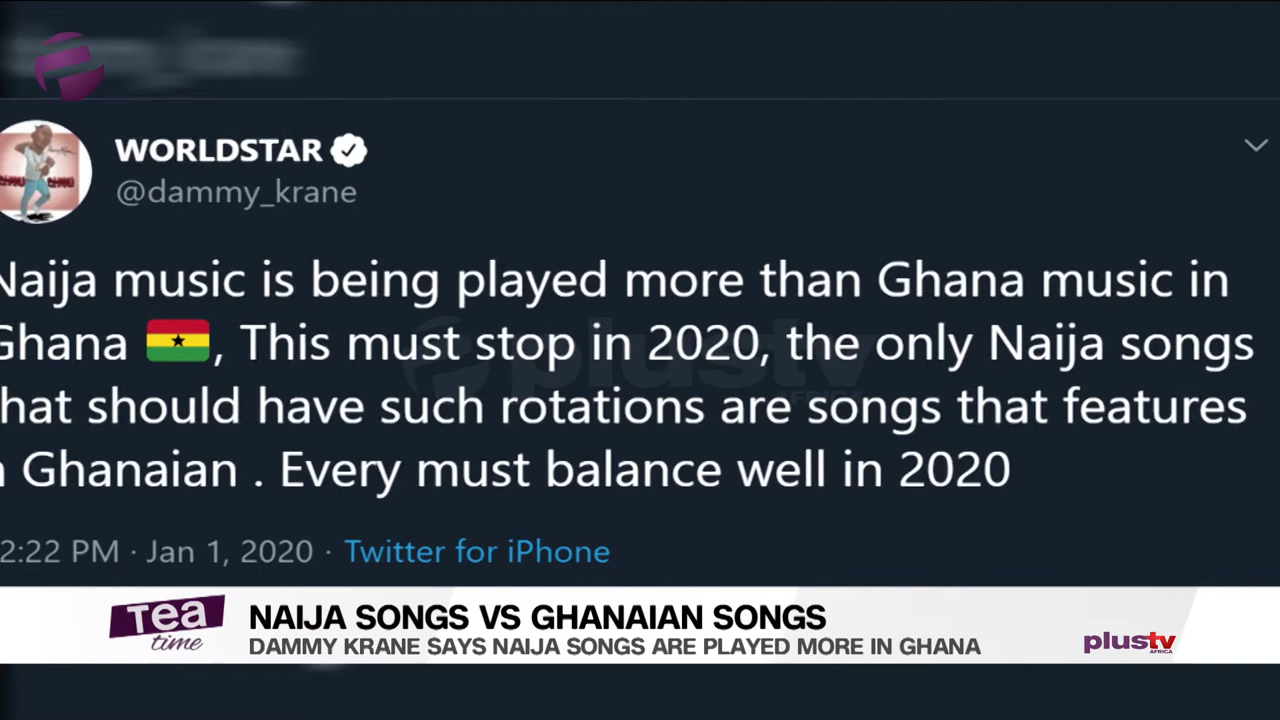 WORLDSTAR
@dammy_krane
Naija music is being played more than Ghana music in
Ghana 🇬🇭, This must stop in 2020, the only Naija songs
that should have such rotations are songs that features
Ghanaian . Every must balance well in 2020
2:22 PM · Jan 1, 2020 · Twitter for iPhone
plustv
AFRICA
Tea
time
NAIJA SONGS VS GHANAIAN SONGS
DAMMY KRANE SAYS NAIJA SONGS ARE PLAYED MORE IN GHANA
plustv
AFRICA